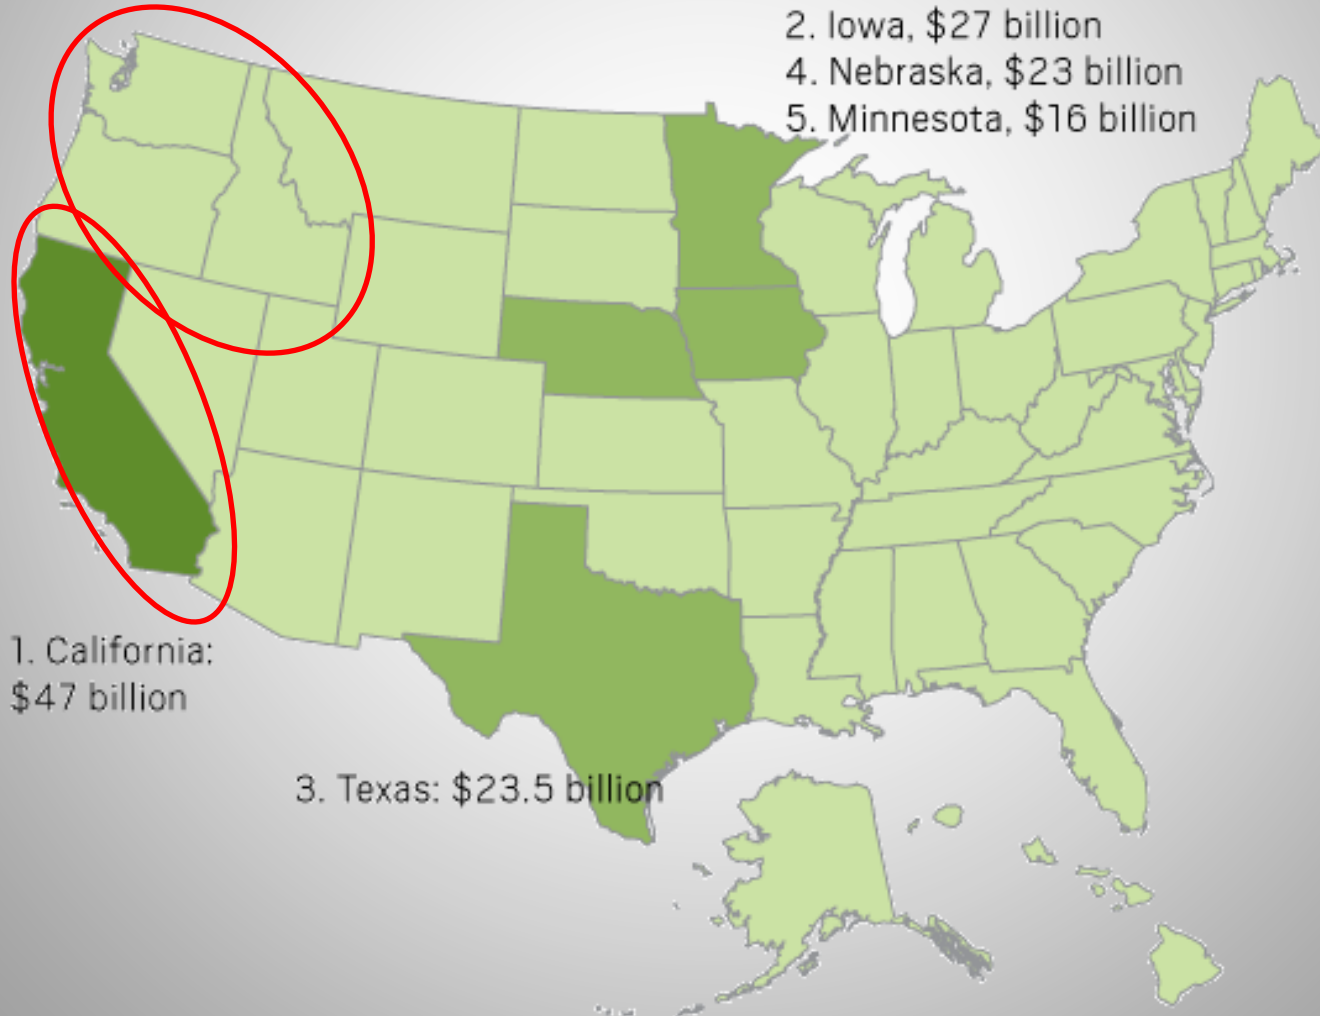 2. Iowa, $27 billion
4. Nebraska, $23 billion
5. Minnesota, $16 billion
1. California:
$47 billion
3. Texas: $23.5 billion